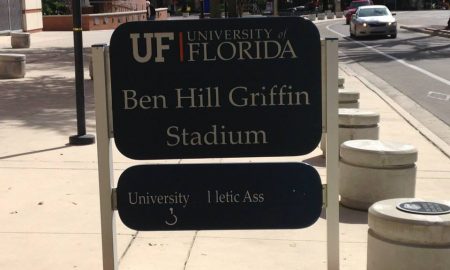 UF UNIVERSITY of FLORIDA
Ben Hill Griffin
Stadium
University letic Ass